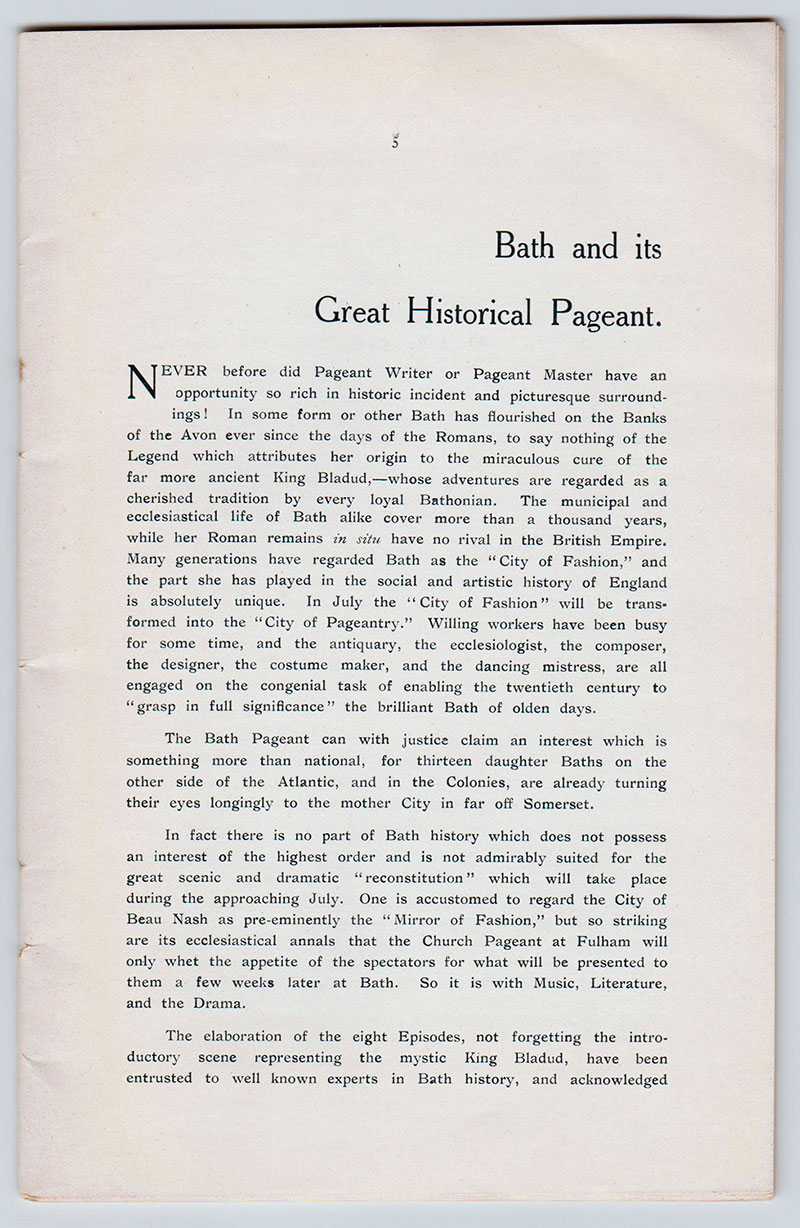 5
Bath and its
Great Historical Pageant.
NEVER before did Pageant Writer or Pageant Master have an
opportunity so rich in historic incident and picturesque surround-
ings! In some form or other Bath has flourished on the Banks
of the Avon ever since the days of the Romans, to say nothing of the
Legend which attributes her origin to the miraculous cure of the
far more ancient King Bladud,—whose adventures are regarded as a
cherished tradition by every loyal Bathonian. The municipal and
ecclesiastical life of Bath alike cover more than a thousand years,
while her Roman remains in situ have no rival in the British Empire.
Many generations have regarded Bath as the "City of Fashion," and
the part she has played in the social and artistic history of England
is absolutely unique. In July the "City of Fashion" will be trans-
formed into the "City of Pageantry." Willing workers have been busy
for some time, and the antiquary, the ecclesiologist, the composer,
the designer, the costume maker, and the dancing mistress, are all
engaged on the congenial task of enabling the twentieth century to
"grasp in full significance" the brilliant Bath of olden days.
The Bath Pageant can with justice claim an interest which is
something more than national, for thirteen daughter Baths on the
other side of the Atlantic, and in the Colonies, are already turning
their eyes longingly to the mother City in far off Somerset.
In fact there is no part of Bath history which does not possess
an interest of the highest order and is not admirably suited for the
great scenic and dramatic "reconstitution" which will take place
during the approaching July. One is accustomed to regard the City of
Beau Nash as pre-eminently the "Mirror of Fashion," but so striking
are its ecclesiastical annals that the Church Pageant at Fulham will
only whet the appetite of the spectators for what will be presented to
them a few weeks later at Bath. So it is with Music, Literature,
and the Drama.
The elaboration of the eight Episodes, not forgetting the intro-
ductory scene representing the mystic King Bladud, have been
entrusted to well known experts in Bath history, and acknowledged